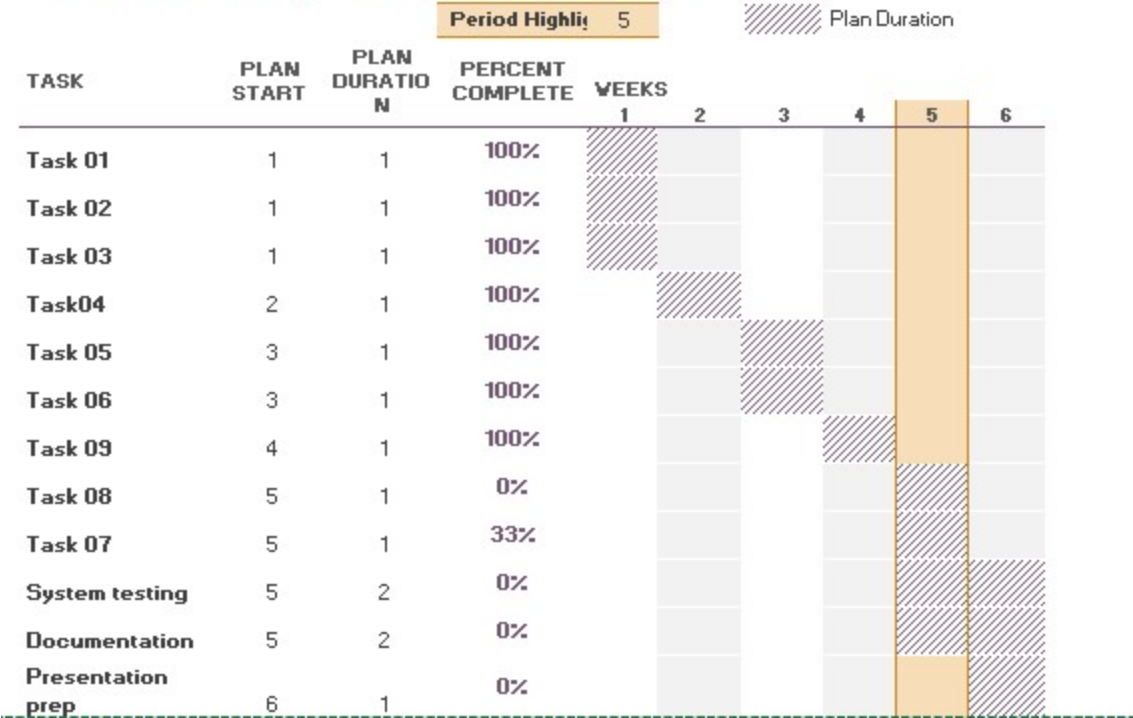 Period Highlig 5 Plan Duration
TASK PLAN START PLAN DURATIO N PERCENT COMPLETE WEEKS
1 2 3 4 5 6
Task 01 1 1 100%
Task 02 1 1 100%
Task 03 1 1 100%
Task04 2 1 100%
Task 05 3 1 100%
Task 06 3 1 100%
Task 09 4 1 100%
Task 08 5 1 0%
Task 07 5 1 33%
System testing 5 2 0%
Documentation 5 2 0%
Presentation
prep 6 1 0%